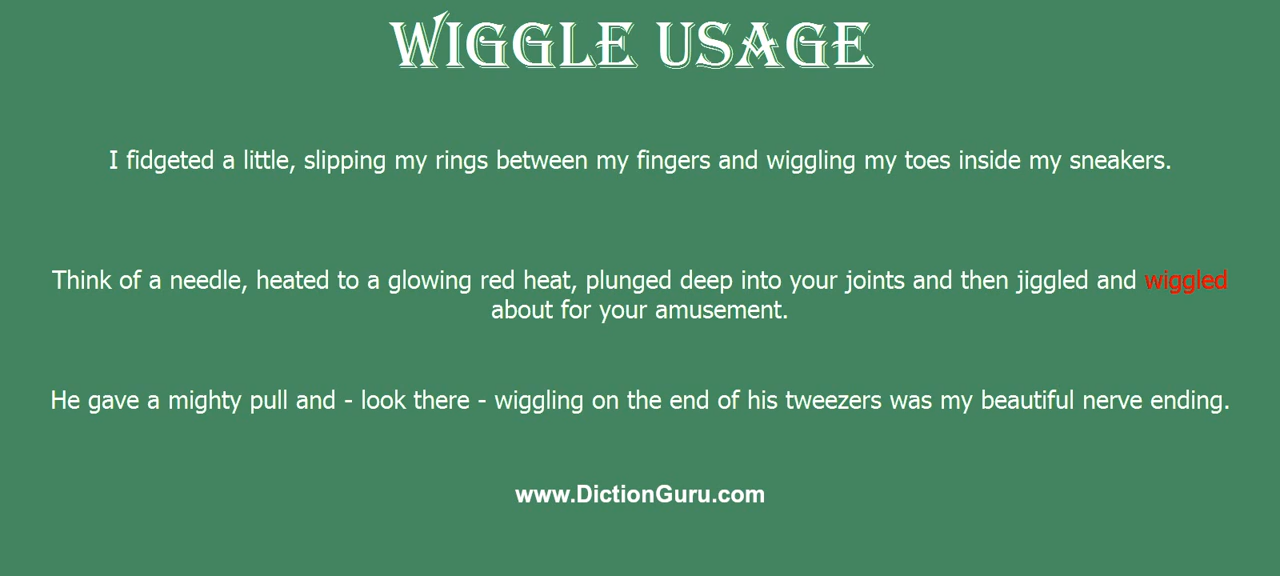 WIGGLE USAGE
I fidgeted a little, slipping my rings between my fingers and wiggling my toes inside my sneakers.
Think of a needle, heated to a glowing red heat, plunged deep into your joints and then jiggled and wiggled
about for your amusement.
He gave a mighty pull and - look there - wiggling on the end of his tweezers was my beautiful nerve ending.
www.DictionGuru.com